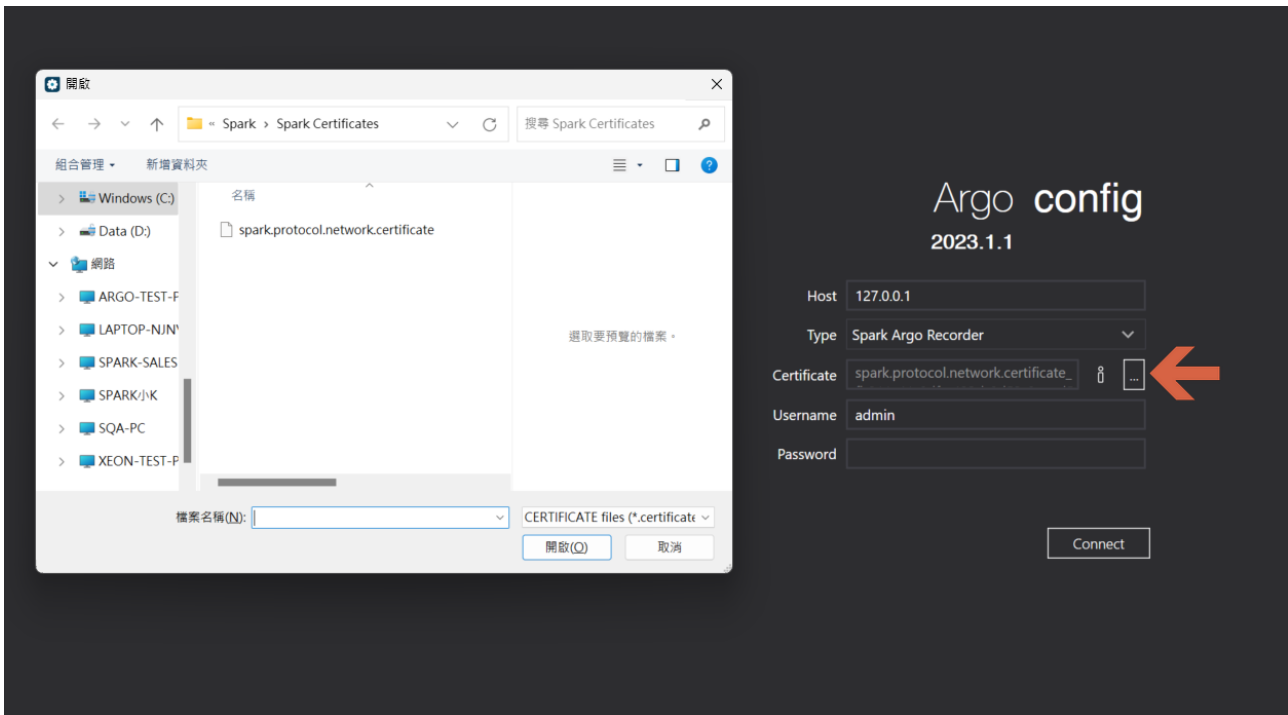 開啟
« Spark › Spark Certificates
搜尋 Spark Certificates
組合管理
新增資料夾
Windows (C:)
Data (D:)
網路
ARGO-TEST-F
LAPTOP-NJN
SPARK-SALES
SPARK小K
SQA-PC
XEON-TEST-P
名稱
spark.protocol.network.certificate
選取要預覽的檔案。
檔案名稱(N):
CERTIFICATE files (*.certificate
開啟(O)
取消
Argo config
2023.1.1
Host 127.0.0.1
Type Spark Argo Recorder
Certificate spark.protocol.network.certificate_
...
Username admin
Password
Connect